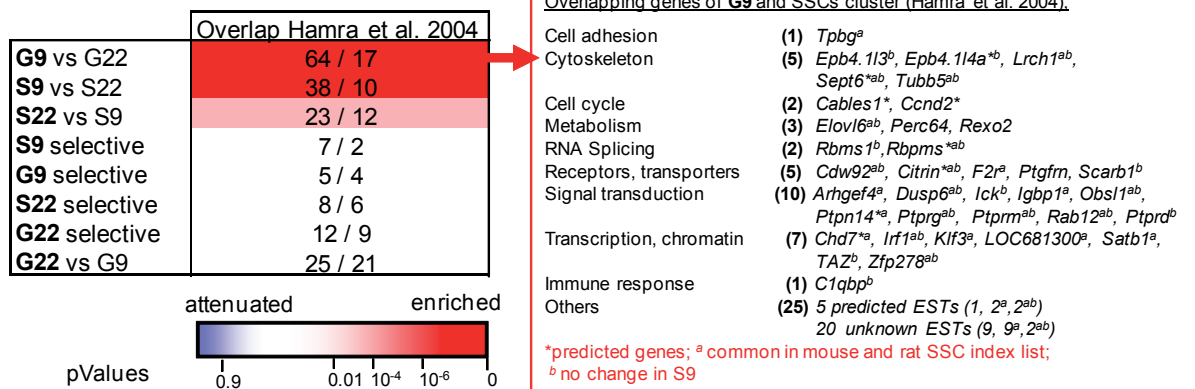 Overlap Hamra et al. 2004
G9 vs G22 64 / 17
S9 vs S22 38 / 10
S22 vs S9 23 / 12
S9 selective 7 / 2
G9 selective 5 / 4
S22 selective 8 / 6
G22 selective 12 / 9
G22 vs G9 25 / 21
attenuated enriched
pValues 0.9 0.01 10-4 10-6 0
Overlapping genes of G9 and SSCs cluster (Hamra et al. 2004),
Cell adhesion (1) Tpbga
Cytoskeleton (5) Epb4.1l3b, Epb4.1l4a*b, Lrch1ab,
Sept6*ab, Tubb5ab
Cell cycle (2) Cables1*, Ccnd2*
Metabolism (3) Elovl6ab, Perc64, Rexo2
RNA Splicing (2) Rbms1b,Rbpms*ab
Receptors, transporters (5) Cdw92ab, Citrin*ab, F2ra, Ptgfrn, Scarb1b
Signal transduction (10) Arhgef4a, Dusp6ab, Ickb, Igbp1a, Obsl1ab,
Ptpn14*a, Ptprgab, Ptprmab, Rab12ab, Ptprdb
Transcription, chromatin (7) Chd7*a, Irf1ab, Klf3a, LOC681300a, Satb1a,
TAZb, Zfp278ab
Immune response (1) C1qbpb
Others (25) 5 predicted ESTs (1, 2a,2ab)
20 unknown ESTs (9, 9a,2ab)
*predicted genes; a common in mouse and rat SSC index list;
b no change in S9